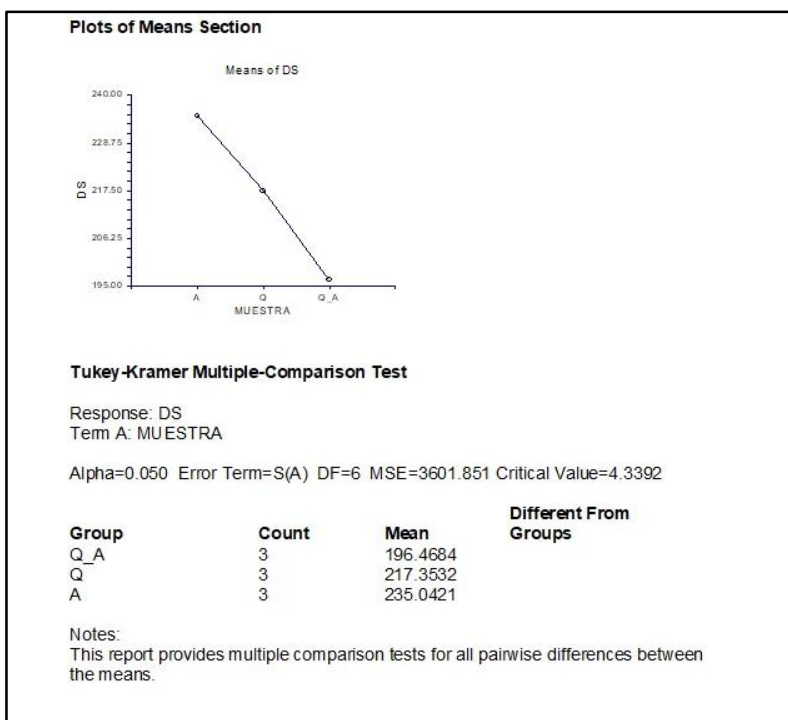 Plots of Means Section
Means of DS
240.00
228.75
217.50
206.25
195.00
DS
A Q Q_A
MUESTRA
Tukey-Kramer Multiple-Comparison Test
Response: DS
Term A: MUESTRA
Alpha=0.050 Error Term=S(A) DF=6 MSE=3601.851 Critical Value=4.3392
Different From
Group Count Mean Groups
Q_A 3 196.4684
Q 3 217.3532
A 3 235.0421
Notes:
This report provides multiple comparison tests for all pairwise differences between
the means.